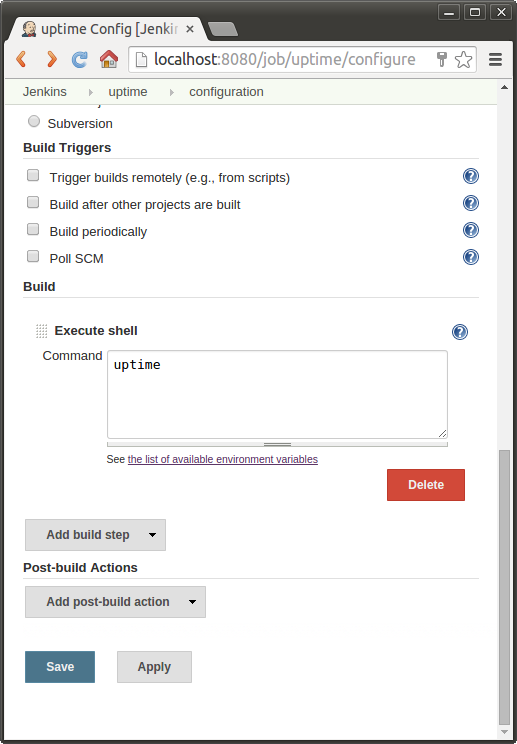 uptime Config [Jenkin
localhost:8080/job/uptime/configure
Jenkins uptime configuration
Subversion
Build Triggers
Trigger builds remotely (e.g., from scripts)
Build after other projects are built
Build periodically
Poll SCM
Build
Execute shell
Command
uptime
See the list of available environment variables
Delete
Add build step
Post-build Actions
Add post-build action
Save Apply